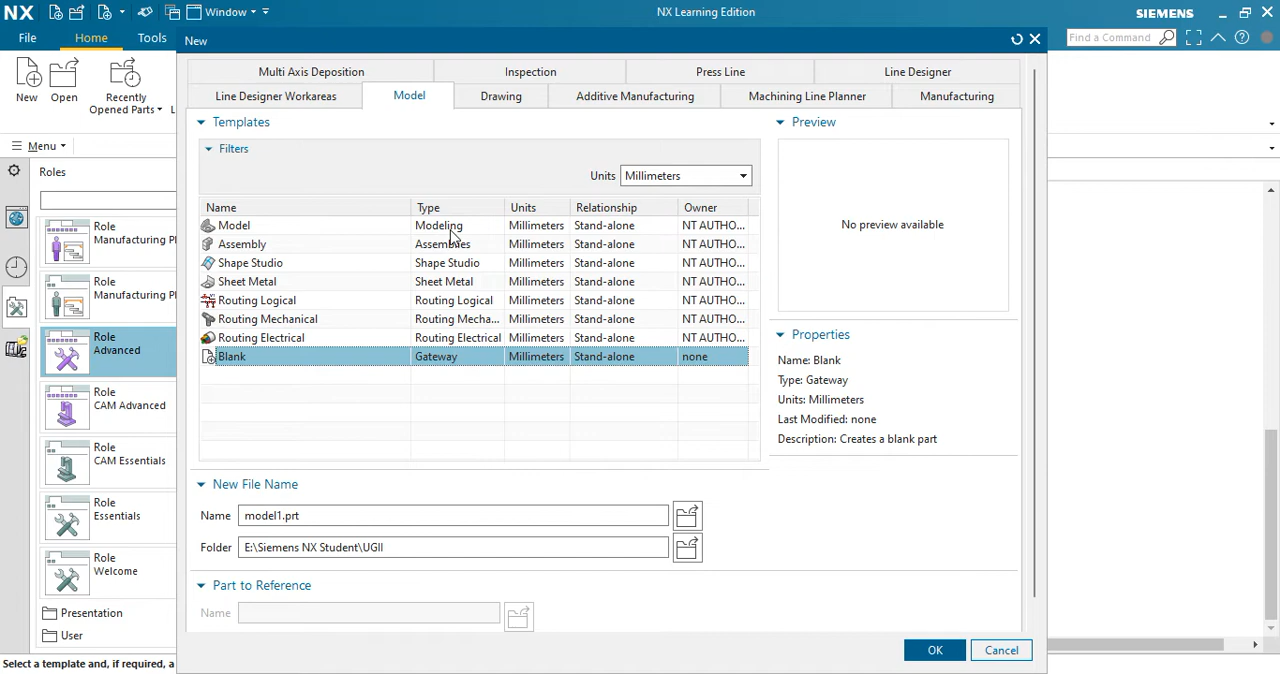 NX Window NX Learning Edition SIEMENS
File Home Tools Find a Command
New Open Recently Opened Parts
Menu
Roles
Role
Role
Role
Advanced
Role
CAM Advanced
Role
CAM Essentials
Role
Essentials
Role
Welcome
Presentation
User
Select a template and, if required, a
New
Multi Axis Deposition Inspection Press Line Line Designer
Line Designer Workareas Model Drawing Additive Manufacturing Machining Line Planner Manufacturing
Templates
Filters
Units Millimeters
Name Type Units Relationship Owner
Model Modeling Millimeters Stand-alone NT AUTHO...
Assembly Assemblies Millimeters Stand-alone NT AUTHO...
Shape Studio Shape Studio Millimeters Stand-alone NT AUTHO...
Sheet Metal Sheet Metal Millimeters Stand-alone NT AUTHO...
Routing Logical Routing Logical Millimeters Stand-alone NT AUTHO...
Routing Mechanical Routing Mecha... Millimeters Stand-alone NT AUTHO...
Routing Electrical Routing Electrical Millimeters Stand-alone NT AUTHO...
Blank Gateway Millimeters Stand-alone none
Preview
No preview available
Properties
Name: Blank
Type: Gateway
Units: Millimeters
Last Modified: none
Description: Creates a blank part
New File Name
Name model1.prt
Folder E:\Siemens NX Student\UGII
Part to Reference
Name
OK Cancel